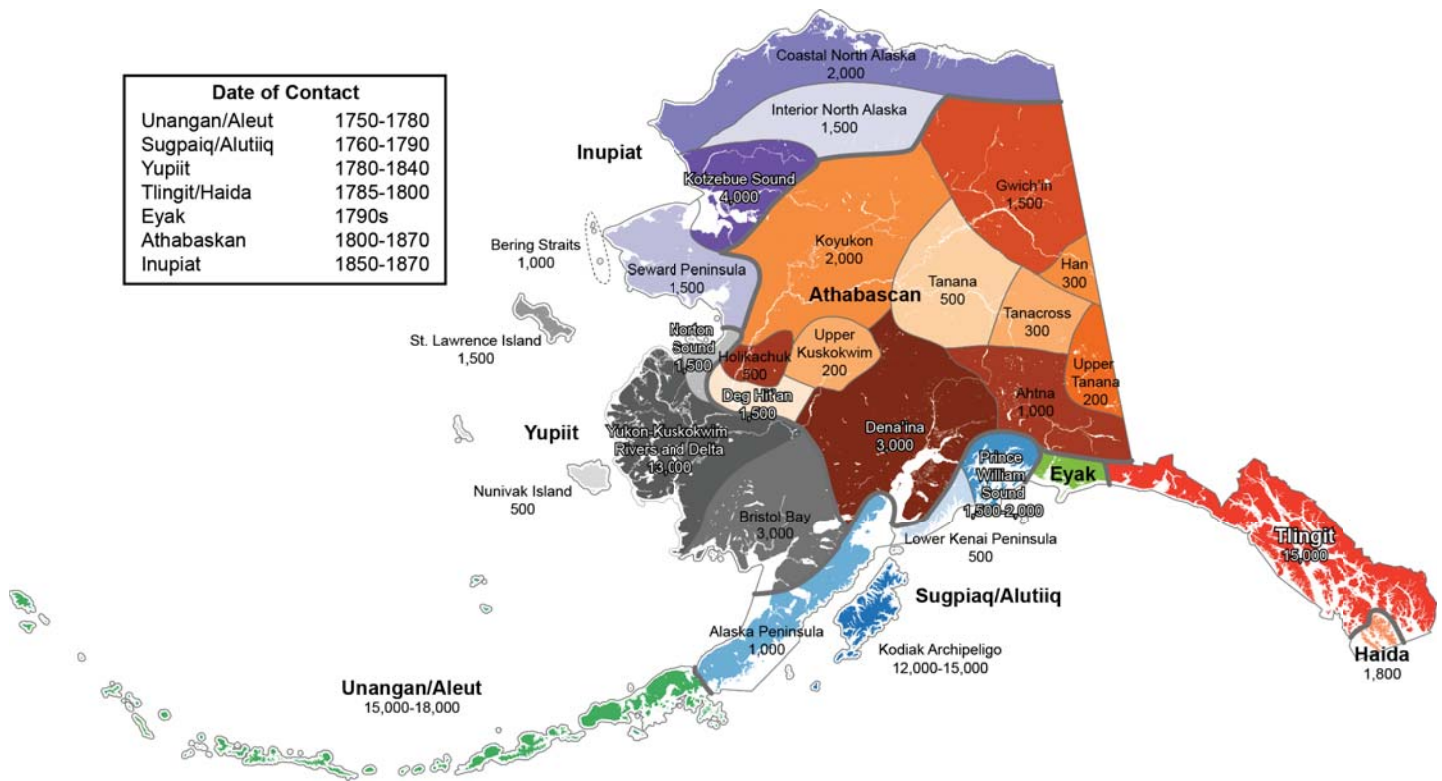 Date of Contact
Unangan/Aleut 1750-1780
Sugpaiq/Alutiiq 1760-1790
Yupiit 1780-1840
Tlingit/Haida 1785-1800
Eyak 1790s
Athabaskan 1800-1870
Inupiat 1850-1870
Coastal North Alaska
2,000
Interior North Alaska
1,500
Inupiat
Kotzebue Sound
4,000
Gwich'in
1,500
Bering Straits
1,000
Seward Peninsula
1,500
Koyukon
2,000
Athabascan
Tanana
500
Han
300
Tanacross
300
St. Lawrence Island
1,500
Norton
Sound
1,500
Holikachuk
500
Upper
Kuskokwim
200
Upper
Tanana
200
Deg Hit'an
1,500
Ahtna
1,000
Yupiit
Yukon-Kuskokwim
Rivers and Delta
13,000
Dena'ina
3,000
Prince
William
Sound
1,500-2,000
Eyak
Nunivak Island
500
Bristol Bay
3,000
Lower Kenai Peninsula
500
Tlingit
15,000
Sugpiaq/Alutiiq
Alaska Peninsula
1,000
Kodiak Archipeligo
12,000-15,000
Haida
1,800
Unangan/Aleut
15,000-18,000